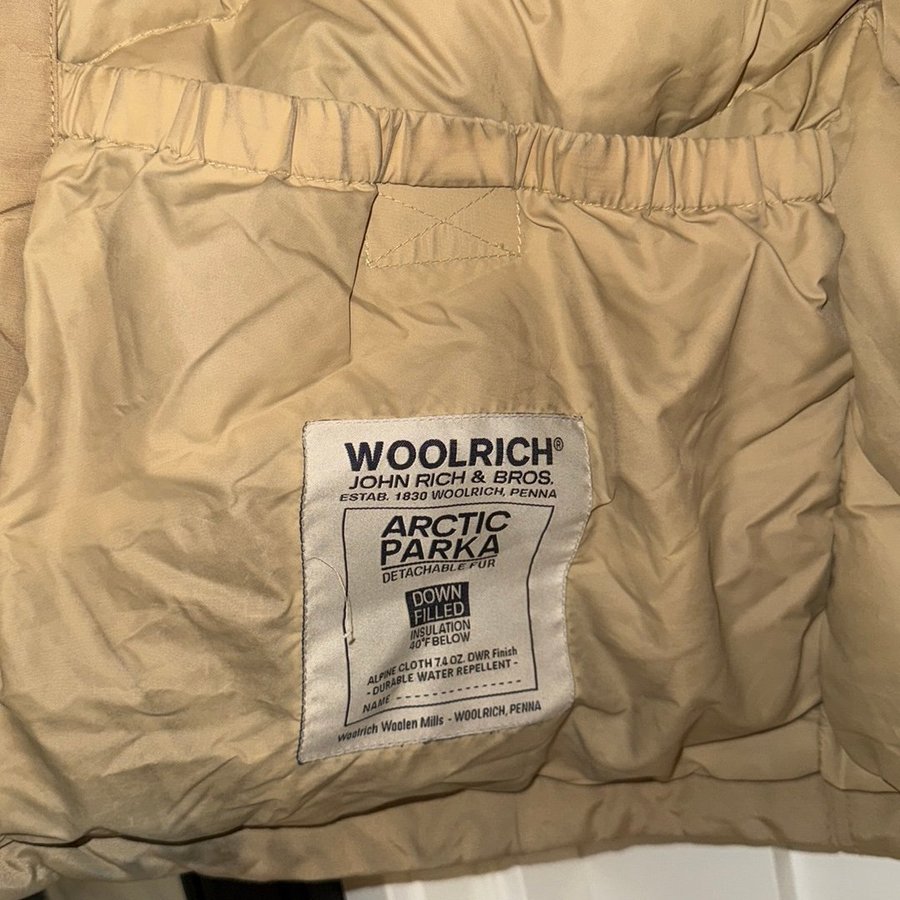 WOOLRICH®
JOHN RICH & BROS.
ESTAB. 1830 WOOLRICH, PENNA
ARCTIC
PARKA
DETACHABLE FUR
DOWN
FILLED
INSULATION
40°F BELOW
ALPINE CLOTH 7.4 OZ. DWR Finish
- DURABLE WATER REPELLENT -
NAME - - - - - - - - - - - - - - -
Woolrich Woolen Mills - WOOLRICH, PENNA